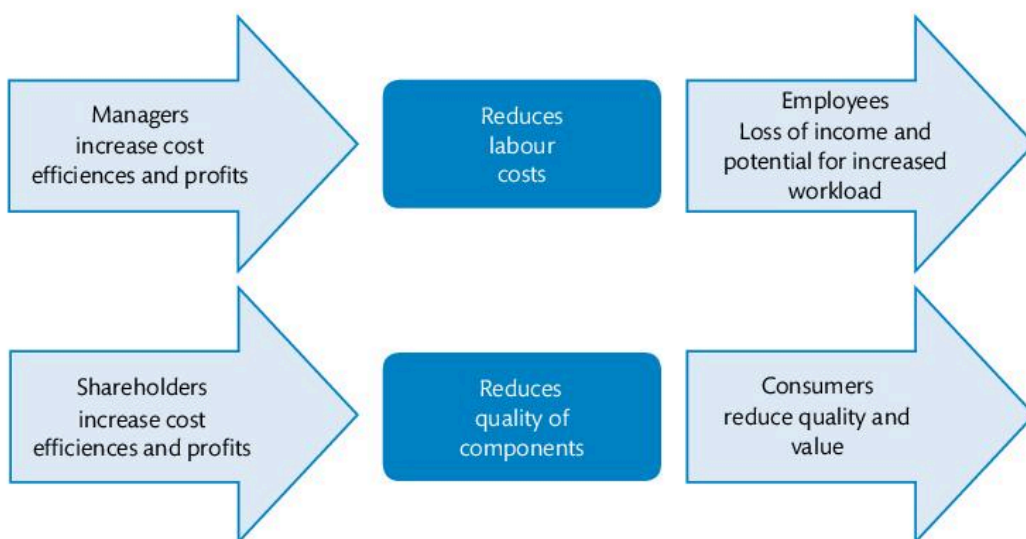 Managers
increase cost
efficiences and profits
Reduces
labour
costs
Employees
Loss of income and
potential for increased
workload
Shareholders
increase cost
efficiences and profits
Reduces
quality of
components
Consumers
reduce quality and
value